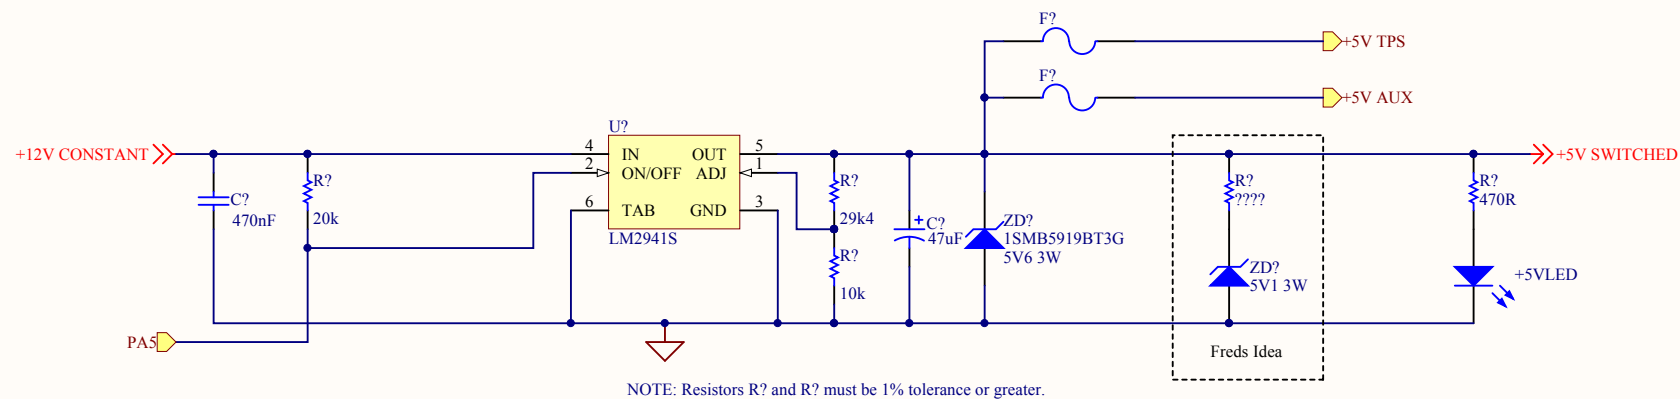 F?
+5V TPS
F?
+5V AUX
U?
+12V CONSTANT
4
IN
OUT
5
+5V SWITCHED
2
ON/OFF
ADJ
1
R?
20k
C?
470nF
6
TAB
GND
3
LM2941S
R?
29k4
R?
10k
+
C?
47uF
ZD?
1SMB5919BT3G
5V6 3W
R?
????
ZD?
5V1 3W
Freds Idea
R?
470R
+5VLED
PA5
NOTE: Resistors R? and R? must be 1% tolerance or greater.